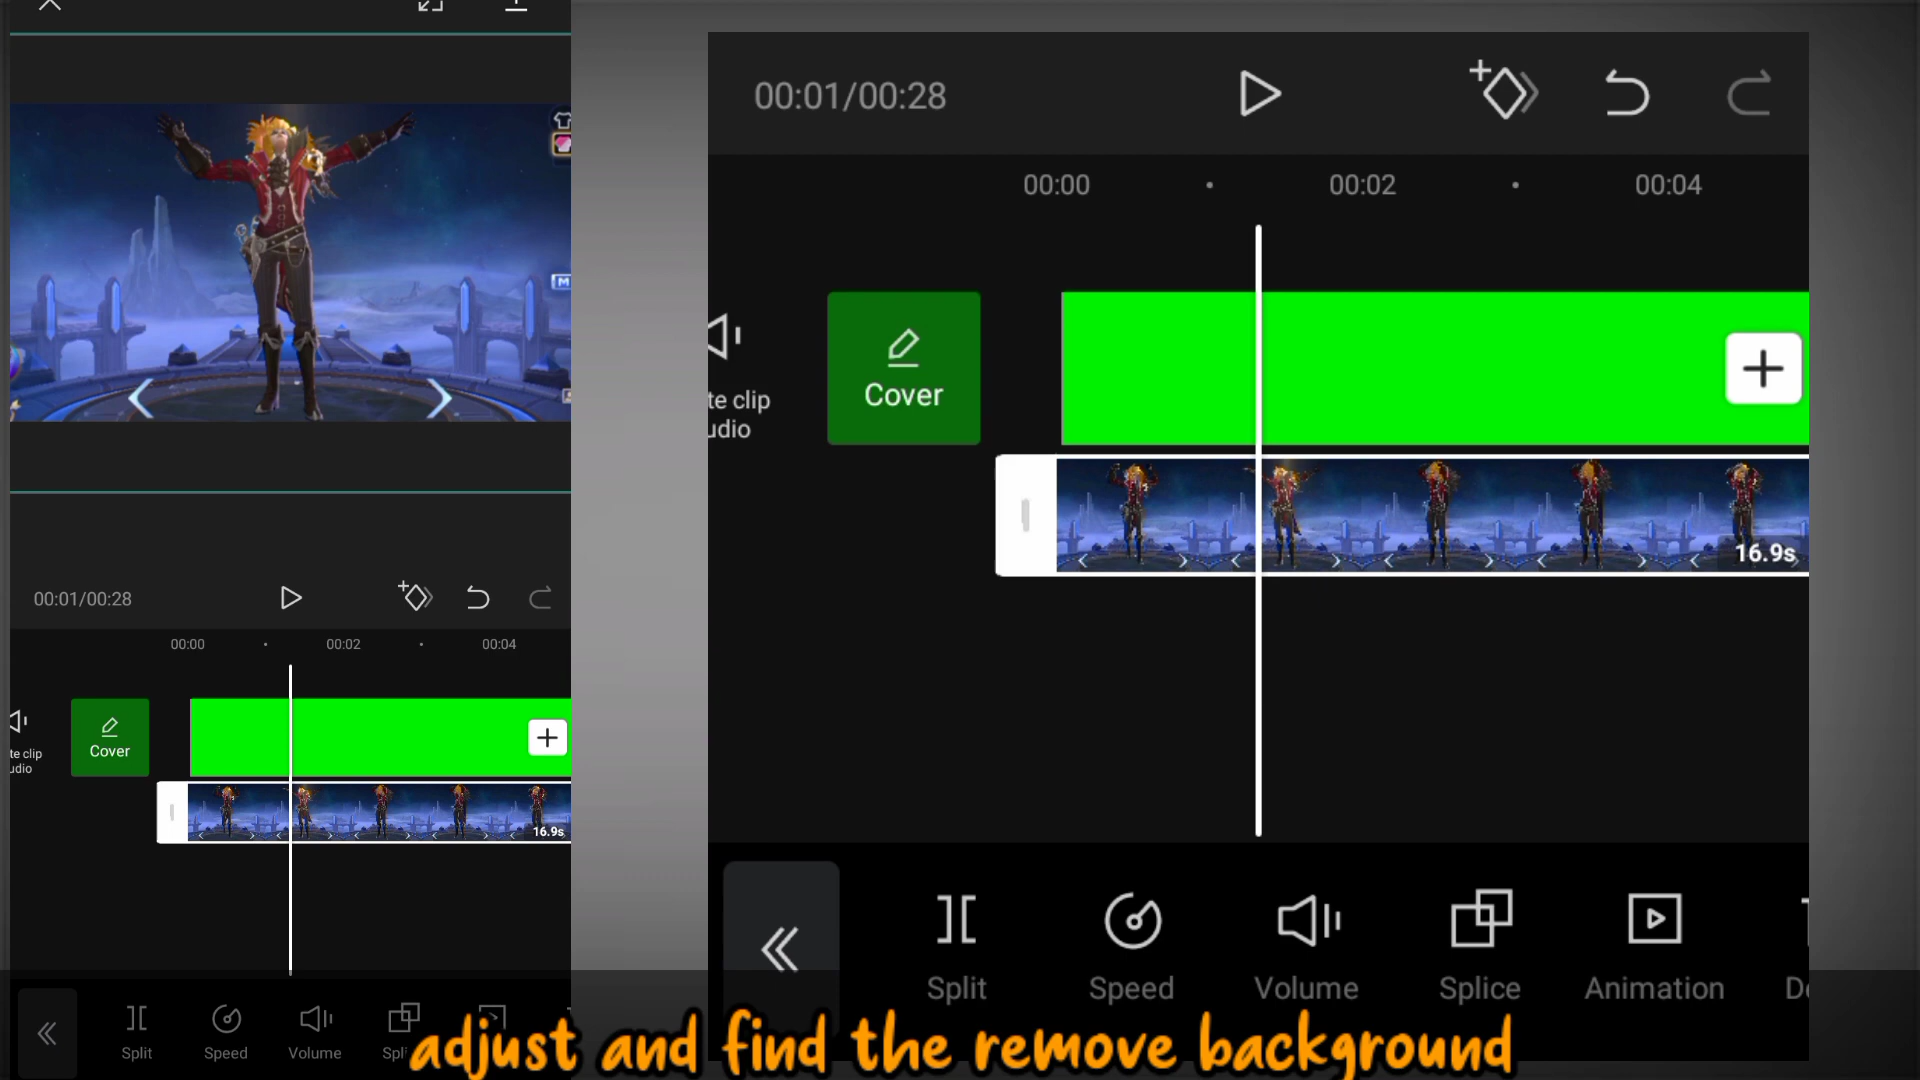 00:01/00:28
00:00
00:02
00:04
te clip
udio
Cover
16.9s
Split
Speed
Volume
Spli
00:01/00:28
00:00
00:02
00:04
te clip
udio
Cover
16.9s
Split
Speed
Volume
Splice
Animation
De
adjust and find the remove background